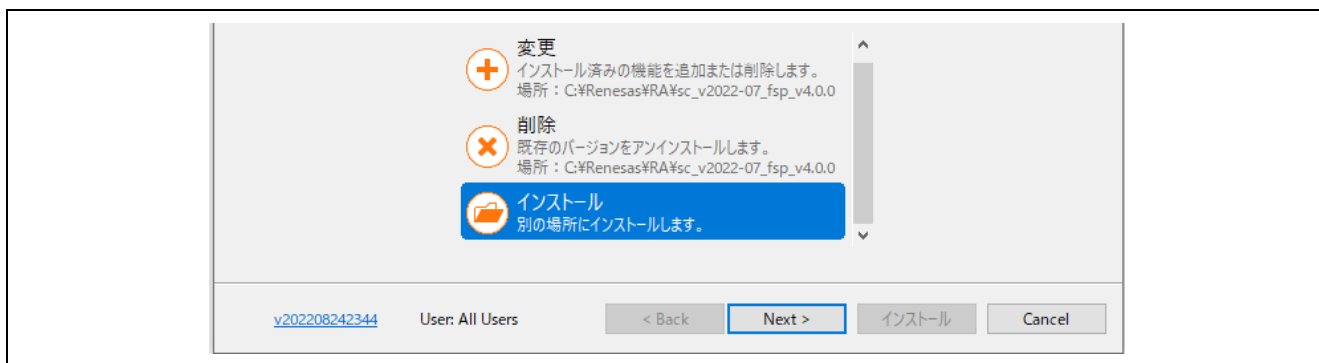 変更
インストール済みの機能を追加または削除します。
場所：C:¥Renesas¥RA¥sc_v2022-07_fsp_v4.0.0
削除
既存のバージョンをアンインストールします。
場所：C:¥Renesas¥RA¥sc_v2022-07_fsp_v4.0.0
インストール
別の場所にインストールします。
v202208242344 User: All Users < Back Next > インストール Cancel